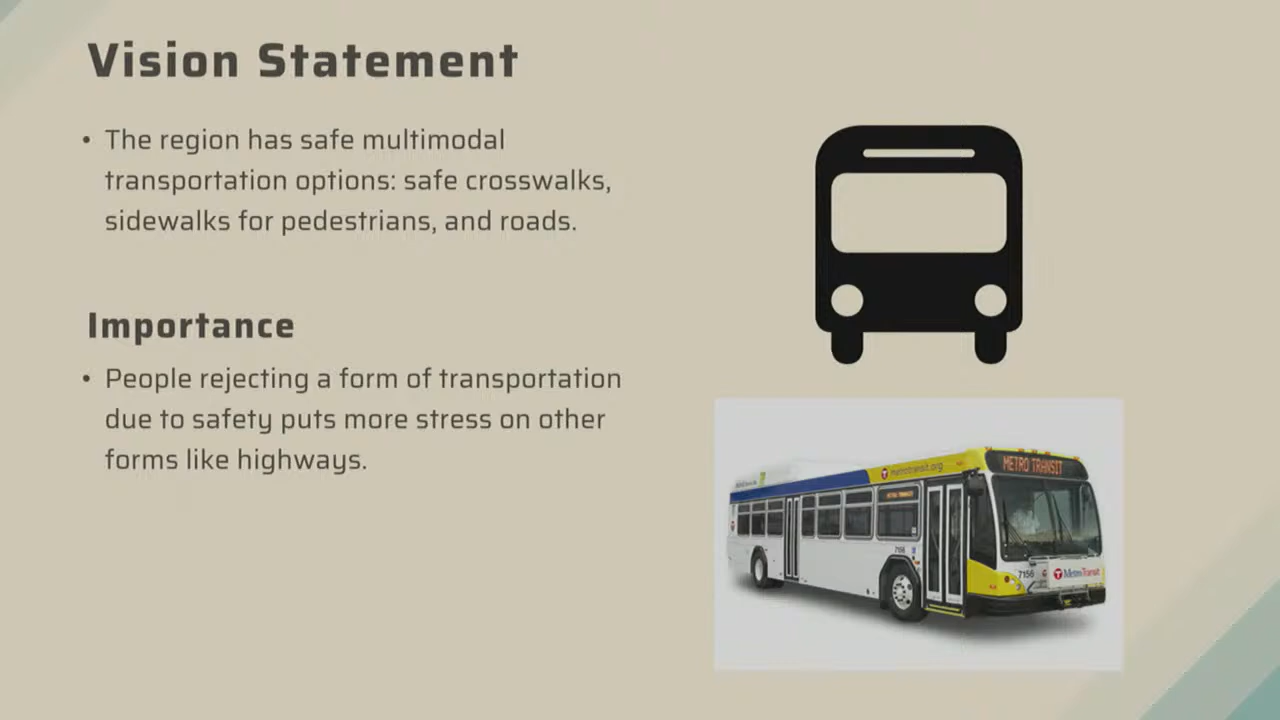 Vision Statement
• The region has safe multimodal
transportation options: safe crosswalks,
sidewalks for pedestrians, and roads.
Importance
• People rejecting a form of transportation
due to safety puts more stress on other
forms like highways.
metrotransit.org
METRO TRANSIT
7156
7156
MetroTransit